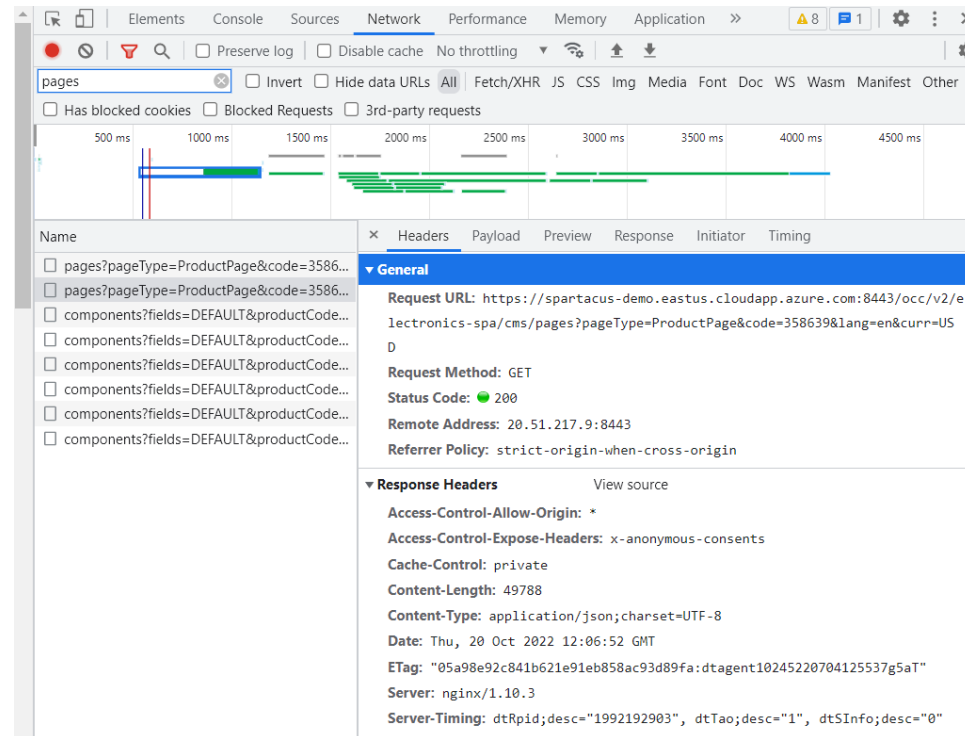 Elements Console Sources Network Performance Memory Application » 8 1
Preserve log Disable cache No throttling
pages Invert Hide data URLs All Fetch/XHR JS CSS Img Media Font Doc WS Wasm Manifest Other
Has blocked cookies Blocked Requests 3rd-party requests
500 ms 1000 ms 1500 ms 2000 ms 2500 ms 3000 ms 3500 ms 4000 ms 4500 ms
Name
pages?pageType=ProductPage&code=3586...
pages?pageType=ProductPage&code=3586...
components?fields=DEFAULT&productCode...
components?fields=DEFAULT&productCode...
components?fields=DEFAULT&productCode...
components?fields=DEFAULT&productCode...
components?fields=DEFAULT&productCode...
components?fields=DEFAULT&productCode...
× Headers Payload Preview Response Initiator Timing
General
Request URL: https://spartacus-demo.eastus.cloudapp.azure.com:8443/occ/v2/e
lectronics-spa/cms/pages?pageType=ProductPage&code=358639&lang=en&curr=US
D
Request Method: GET
Status Code: 200
Remote Address: 20.51.217.9:8443
Referrer Policy: strict-origin-when-cross-origin
Response Headers View source
Access-Control-Allow-Origin: *
Access-Control-Expose-Headers: x-anonymous-consents
Cache-Control: private
Content-Length: 49788
Content-Type: application/json;charset=UTF-8
Date: Thu, 20 Oct 2022 12:06:52 GMT
ETag: "05a98e92c841b621e91eb858ac93d89fa:dtagent10245220704125537g5aT"
Server: nginx/1.10.3
Server-Timing: dtRpid;desc="1992192903", dtTao;desc="1", dtSInfo;desc="0"